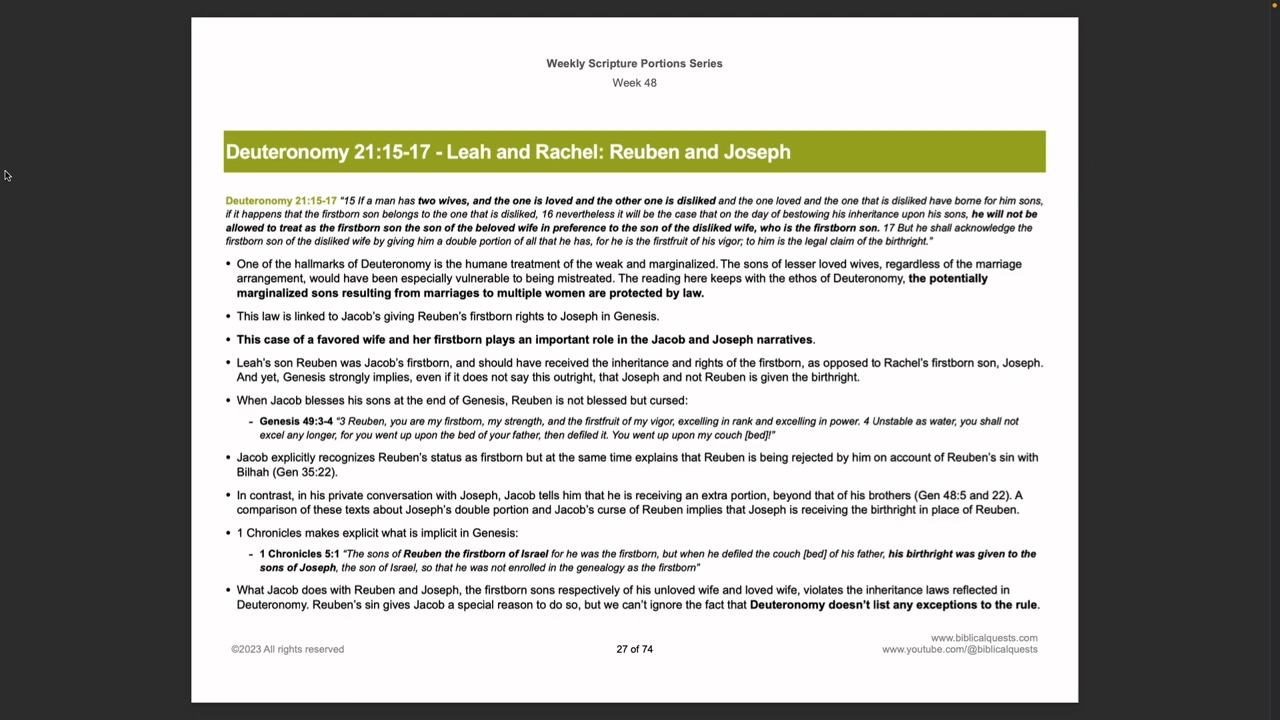 Weekly Scripture Portions Series
Week 48
Deuteronomy 21:15-17 - Leah and Rachel: Reuben and Joseph
Deuteronomy 21:15-17 “15 If a man has two wives, and the one is loved and the other one is disliked and the one loved and the one that is disliked have borne for him sons,
if it happens that the firstborn son belongs to the one that is disliked, 16 nevertheless it will be the case that on the day of bestowing his inheritance upon his sons, he will not be
allowed to treat as the firstborn son the son of the beloved wife in preference to the son of the disliked wife, who is the firstborn son. 17 But he shall acknowledge the
firstborn son of the disliked wife by giving him a double portion of all that he has, for he is the firstfruit of his vigor; to him is the legal claim of the birthright.”
• One of the hallmarks of Deuteronomy is the humane treatment of the weak and marginalized. The sons of lesser loved wives, regardless of the marriage
arrangement, would have been especially vulnerable to being mistreated. The reading here keeps with the ethos of Deuteronomy, the potentially
marginalized sons resulting from marriages to multiple women are protected by law.
• This law is linked to Jacob’s giving Reuben’s firstborn rights to Joseph in Genesis.
• This case of a favored wife and her firstborn plays an important role in the Jacob and Joseph narratives.
• Leah’s son Reuben was Jacob’s firstborn, and should have received the inheritance and rights of the firstborn, as opposed to Rachel’s firstborn son, Joseph.
And yet, Genesis strongly implies, even if it does not say this outright, that Joseph and not Reuben is given the birthright.
• When Jacob blesses his sons at the end of Genesis, Reuben is not blessed but cursed:
- Genesis 49:3-4 “3 Reuben, you are my firstborn, my strength, and the firstfruit of my vigor, excelling in rank and excelling in power. 4 Unstable as water, you shall not
excel any longer, for you went up upon the bed of your father, then defiled it. You went up upon my couch [bed]!”
• Jacob explicitly recognizes Reuben’s status as firstborn but at the same time explains that Reuben is being rejected by him on account of Reuben’s sin with
Bilhah (Gen 35:22).
• In contrast, in his private conversation with Joseph, Jacob tells him that he is receiving an extra portion, beyond that of his brothers (Gen 48:5 and 22). A
comparison of these texts about Joseph’s double portion and Jacob’s curse of Reuben implies that Joseph is receiving the birthright in place of Reuben.
• 1 Chronicles makes explicit what is implicit in Genesis:
- 1 Chronicles 5:1 “The sons of Reuben the firstborn of Israel for he was the firstborn, but when he defiled the couch [bed] of his father, his birthright was given to the
sons of Joseph, the son of Israel, so that he was not enrolled in the genealogy as the firstborn”
• What Jacob does with Reuben and Joseph, the firstborn sons respectively of his unloved wife and loved wife, violates the inheritance laws reflected in
Deuteronomy. Reuben’s sin gives Jacob a special reason to do so, but we can’t ignore the fact that Deuteronomy doesn’t list any exceptions to the rule.
www.biblicalquests.com
©2023 All rights reserved 27 of 74 www.youtube.com/@biblicalquests